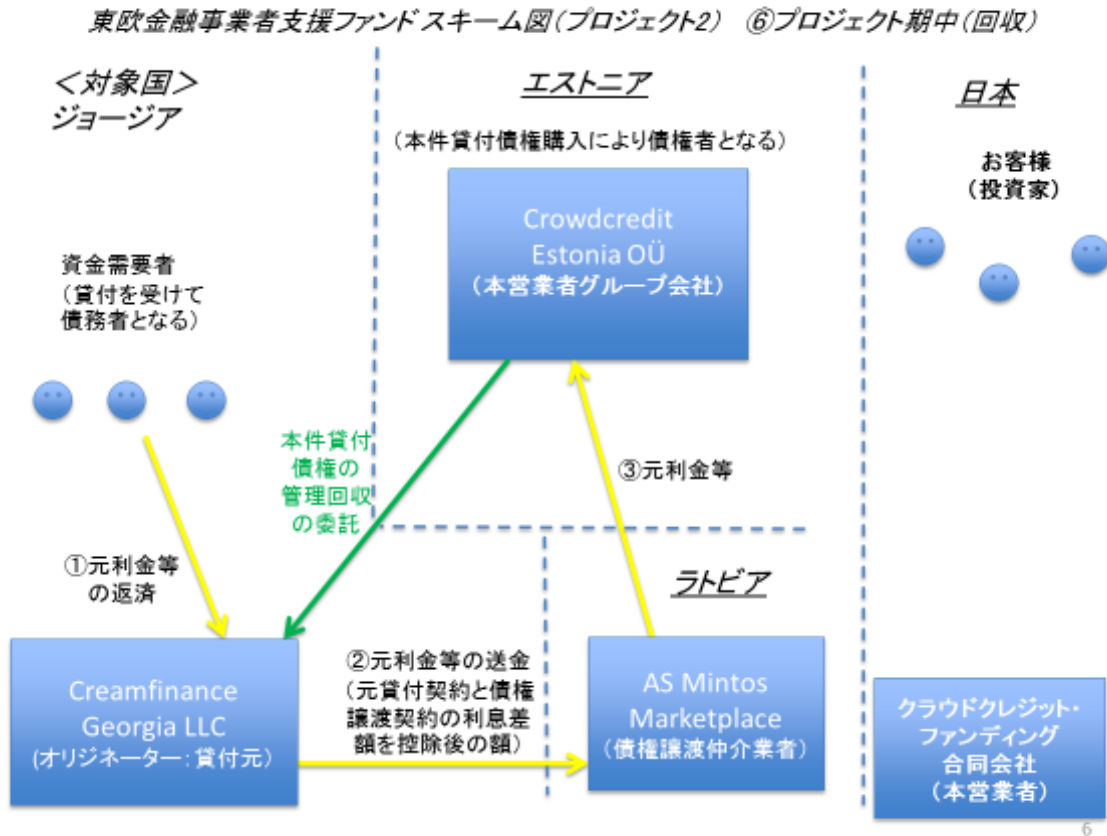 東欧金融事業者支援ファンド スキーム図(プロジェクト2)　⑥プロジェクト期中(回収)
＜対象国＞
ジョージア
エストニア
日本
(本件貸付債権購入により債権者となる)
お客様
(投資家)
Crowdcredit
Estonia OÜ
(本営業者グループ会社)
資金需要者
(貸付を受けて
債務者となる)
本件貸付
債権の
管理回収
の委託
③元利金等
①元利金等
の返済
ラトビア
②元利金等の送金
(元貸付契約と債権
譲渡契約の利息差
額を控除後の額)
Creamfinance
Georgia LLC
(オリジネーター：貸付元)
AS Mintos
Marketplace
(債権譲渡仲介業者)
クラウドクレジット・
ファンディング
合同会社
(本営業者)
6